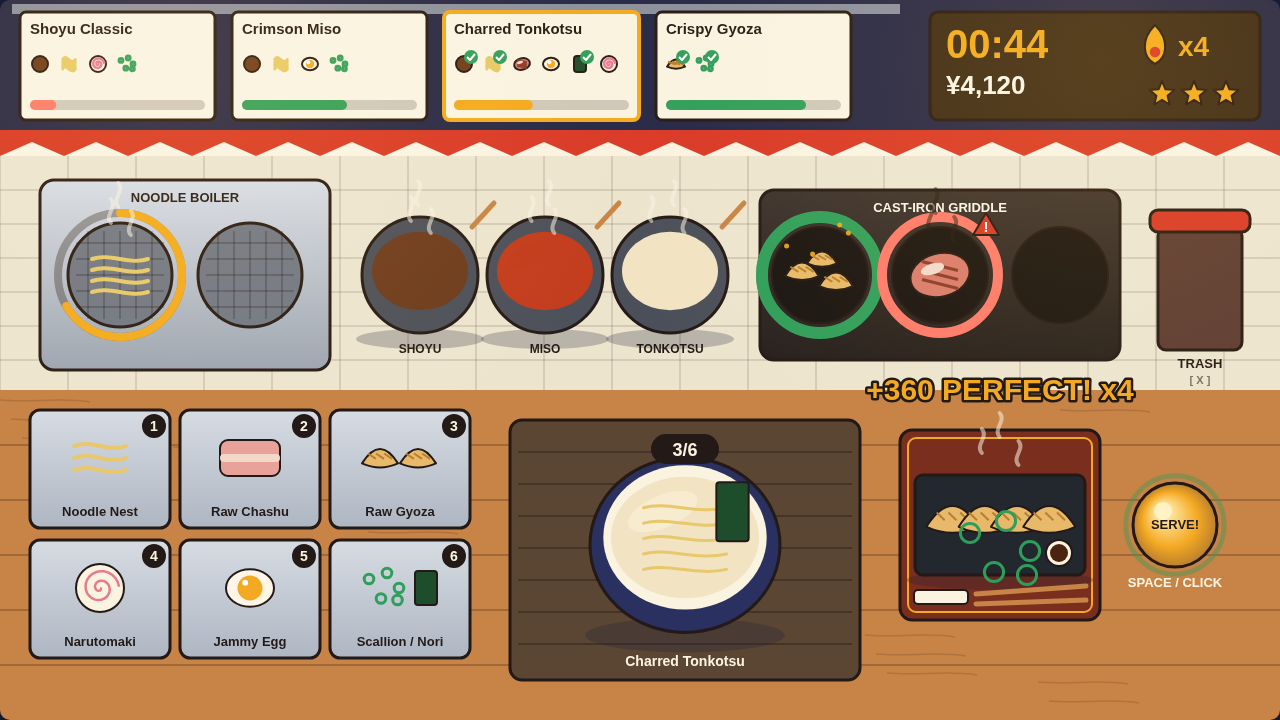 Shoyu Classic
Crimson Miso
Charred Tonkotsu
Crispy Gyoza
00:44
x4
¥4,120
NOODLE BOILER
CAST-IRON GRIDDLE
!
SHOYU
MISO
TONKOTSU
TRASH
[ X ]
+360 PERFECT! x4
1
Noodle Nest
2
Raw Chashu
3
Raw Gyoza
4
Narutomaki
5
Jammy Egg
6
Scallion / Nori
3/6
Charred Tonkotsu
SERVE!
SPACE / CLICK